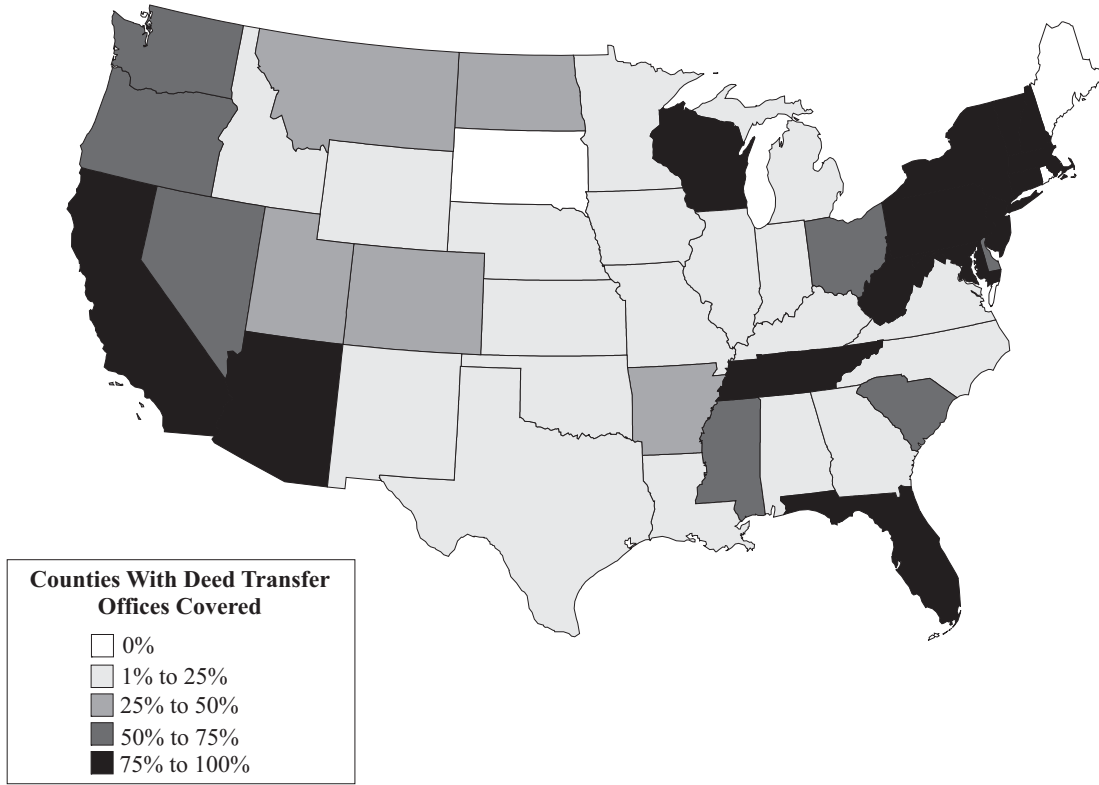 Counties With Deed Transfer
Offices Covered
0%
1% to 25%
25% to 50%
50% to 75%
75% to 100%